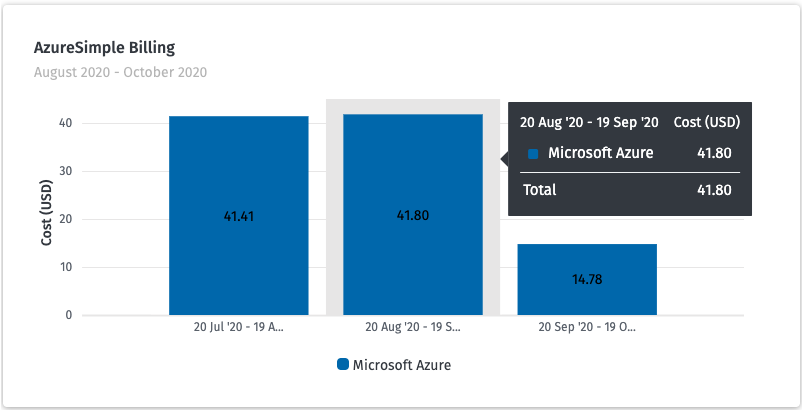 AzureSimple Billing
August 2020 - October 2020
20 Aug '20 - 19 Sep '20 Cost (USD)
Microsoft Azure 41.80
Total 41.80
Cost (USD)
40
30
20
10
0
41.41
41.80
14.78
20 Jul '20 - 19 A...
20 Aug '20 - 19 S...
20 Sep '20 - 19 O...
Microsoft Azure